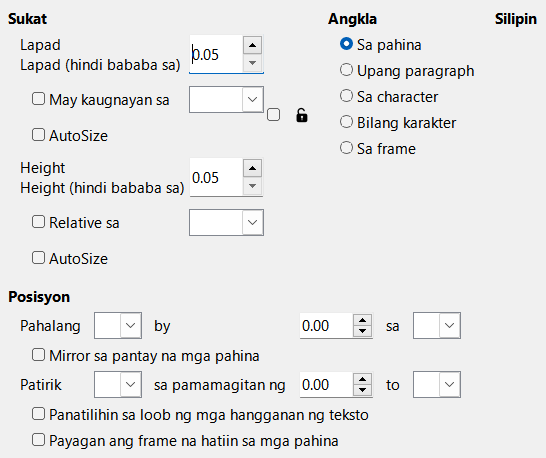 Sukat
Angkla
Silipin
Lapad
Lapad (hindi bababa sa)
0.05
Sa pahina
Upang paragraph
May kaugnayan sa
Sa character
AutoSize
Bilang karakter
Sa frame
Height
Height (hindi bababa sa)
0.05
Relative sa
AutoSize
Posisyon
Pahalang by 0.00 sa
Mirror sa pantay na mga pahina
Patirik sa pamamagitan ng 0.00 to
Panatilihin sa loob ng mga hangganan ng teksto
Payagan ang frame na hatiin sa mga pahina